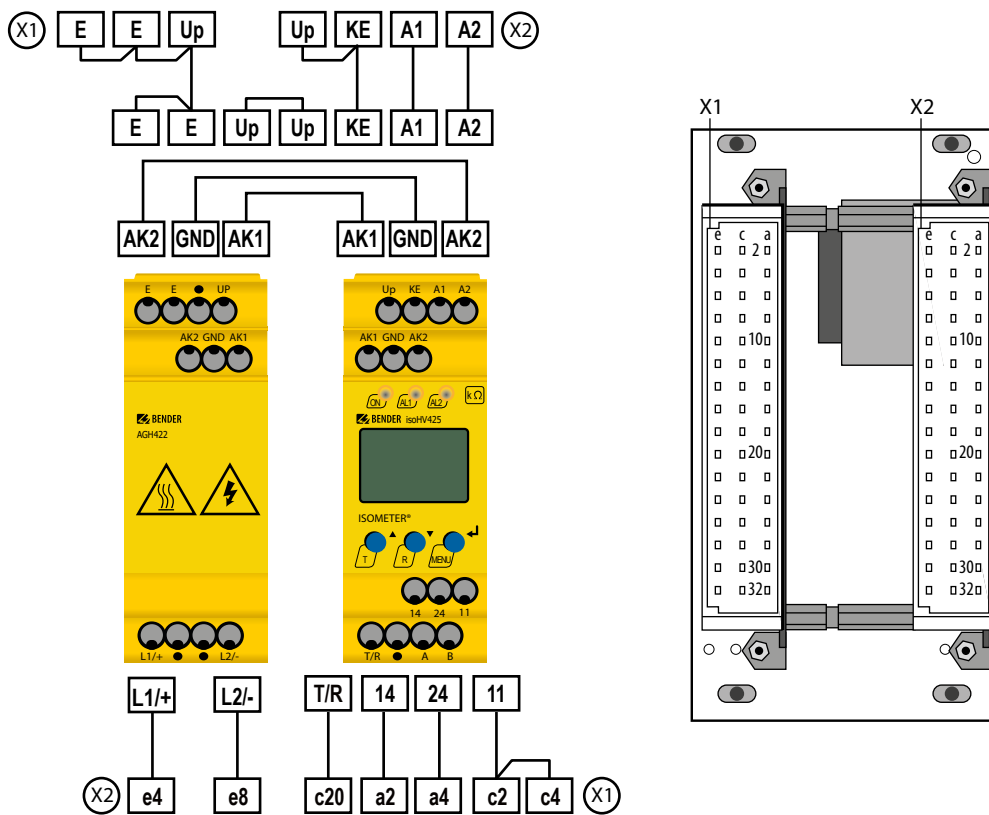 X1 E E Up Up KE A1 A2 X2
E E Up Up KE A1 A2
AK2 GND AK1 AK1 GND AK2
E E UP
AK2 GND AK1
BENDER
AGH422
L1/+ L2/-
Up KE A1 A2
AK1 GND AK2
ON AL1 AL2 kΩ
BENDER isoHV425
ISOMETER®
T R MENU
14 24 11
T/R A B
L1/+ L2/- T/R 14 24 11
X2 e4 e8 c20 a2 a4 c2 c4 X1
X1 X2
e c a e c a
2 2
10 10
20 20
30 30
32 32